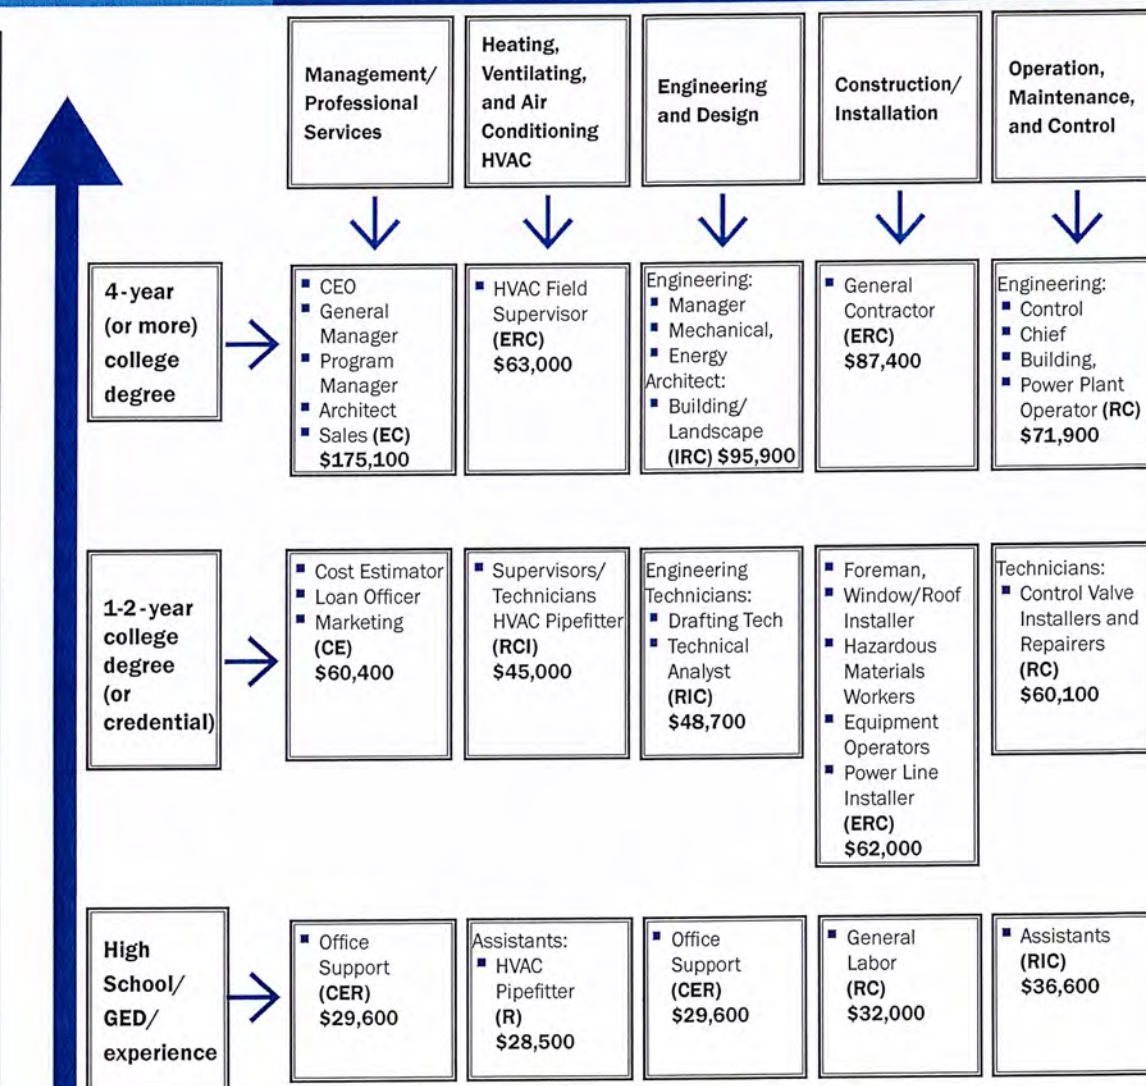 Management/
Professional
Services
Heating,
Ventilating,
and Air
Conditioning
HVAC
Engineering
and Design
Construction/
Installation
Operation,
Maintenance,
and Control
4-year
(or more)
college
degree
■ CEO
■ General
Manager
■ Program
Manager
■ Architect
■ Sales (EC)
$175,100
■ HVAC Field
Supervisor
(ERC)
$63,000
Engineering:
■ Manager
■ Mechanical,
■ Energy
Architect:
■ Building/
Landscape
(IRC) $95,900
■ General
Contractor
(ERC)
$87,400
Engineering:
■ Control
■ Chief
■ Building,
■ Power Plant
Operator (RC)
$71,900
1-2-year
college
degree
(or
credential)
■ Cost Estimator
■ Loan Officer
■ Marketing
(CE)
$60,400
■ Supervisors/
Technicians
HVAC Pipefitter
(RCI)
$45,000
Engineering
Technicians:
■ Drafting Tech
■ Technical
Analyst
(RIC)
$48,700
■ Foreman,
■ Window/Roof
Installer
■ Hazardous
Materials
Workers
■ Equipment
Operators
■ Power Line
Installer
(ERC)
$62,000
Technicians:
■ Control Valve
Installers and
Repairers
(RC)
$60,100
High
School/
GED/
experience
■ Office
Support
(CER)
$29,600
Assistants:
■ HVAC
Pipefitter
(R)
$28,500
■ Office
Support
(CER)
$29,600
■ General
Labor
(RC)
$32,000
■ Assistants
(RIC)
$36,600